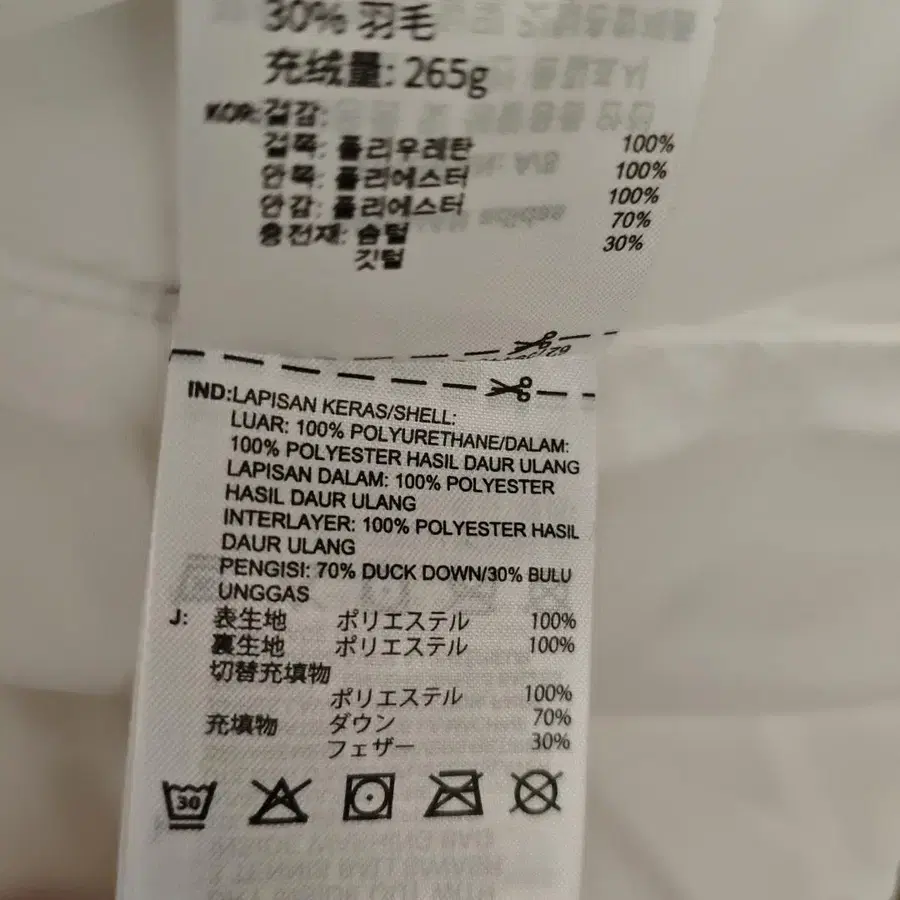 30% 羽毛
充绒量: 265g
KOR:겉감:
겉쪽: 폴리우레탄 100%
안쪽: 폴리에스터 100%
안감: 폴리에스터 100%
충전재: 솜털 70%
깃털 30%
IND:LAPISAN KERAS/SHELL:
LUAR: 100% POLYURETHANE/DALAM:
100% POLYESTER HASIL DAUR ULANG
LAPISAN DALAM: 100% POLYESTER
HASIL DAUR ULANG
INTERLAYER: 100% POLYESTER HASIL
DAUR ULANG
PENGISI: 70% DUCK DOWN/30% BULU
UNGGAS
J: 表生地 ポリエステル 100%
裏生地 ポリエステル 100%
切替充填物
ポリエステル 100%
充填物 ダウン 70%
フェザー 30%
30